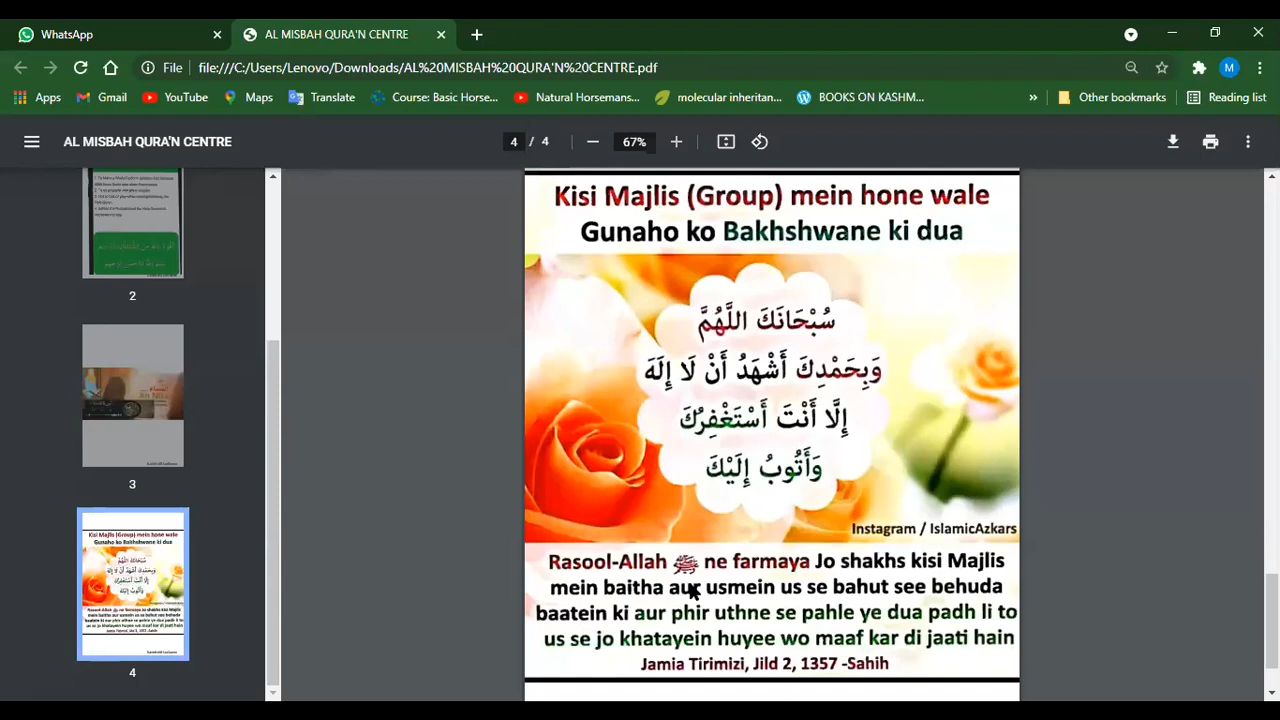 WhatsApp
AL MISBAH QURA'N CENTRE
File
file:///C:/Users/Lenovo/Downloads/AL%20MISBAH%20QURA'N%20CENTRE.pdf
M
Apps
Gmail
YouTube
Maps
Translate
Course: Basic Horse...
Natural Horsemans...
molecular inheritan...
BOOKS ON KASHM...
»
Other bookmarks
Reading list
AL MISBAH QURA'N CENTRE
4 / 4
67%
2
3
4
Kisi Majlis (Group) mein hone wale
Gunaho ko Bakhshwane ki dua
سُبْحَانَكَ اللَّهُمَّ
وَبِحَمْدِكَ أَشْهَدُ أَنْ لَا إِلَهَ
إِلَّا أَنْتَ أَسْتَغْفِرُكَ
وَأَتُوبُ إِلَيْكَ
Instagram / IslamicAzkars
Rasool-Allah ﷺ ne farmaya Jo shakhs kisi Majlis
mein baitha aur usmein us se bahut see behuda
baatein ki aur phir uthne se pahle ye dua padh li to
us se jo khatayein huyee wo maaf kar di jaati hain
Jamia Tirimizi, Jild 2, 1357 -Sahih